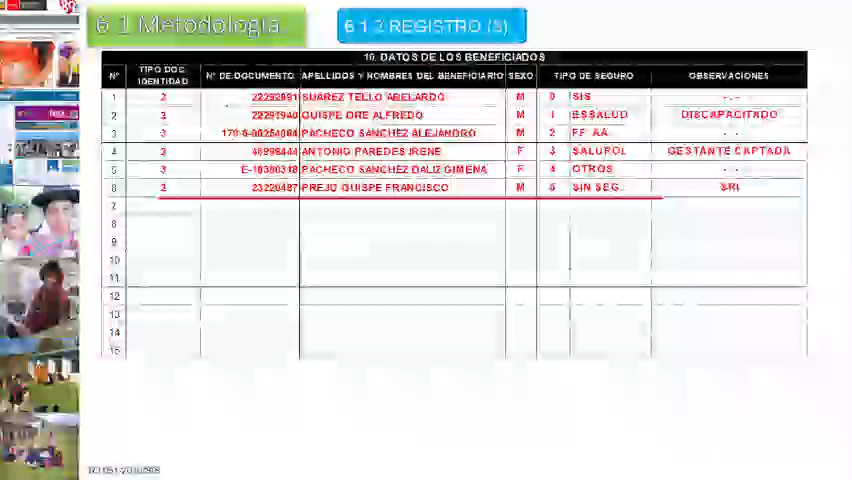 6.1 Metodología.
6.1.2 REGISTRO (5)
10. DATOS DE LOS BENEFICIADOS
Nº TIPO DOC. IDENTIDAD Nº DE DOCUMENTO APELLIDOS Y NOMBRES DEL BENEFICIARIO SEXO TIPO DE SEGURO OBSERVACIONES
1 2 SUAREZ TELLO ABELARDO M 0 SIS - . -
2 2 QUISPE ORE ALFREDO M 1 ESSALUD DISCAPACITADO
3 3 PACHECO SANCHEZ ALEJANDRO M 2 FF AA - . -
4 2 ANTONIO PAREDES IRENE F 3 SALUPOL GESTANTE CAPTADA
5 3 PACHECO SANCHEZ DALIZ GIMENA F 4 OTROS - . -
6 2 23220487 PREJO QUISPE FRANCISCO M 5 SIN SEG. SRI
7
8
9
10
11
12
13
14
15